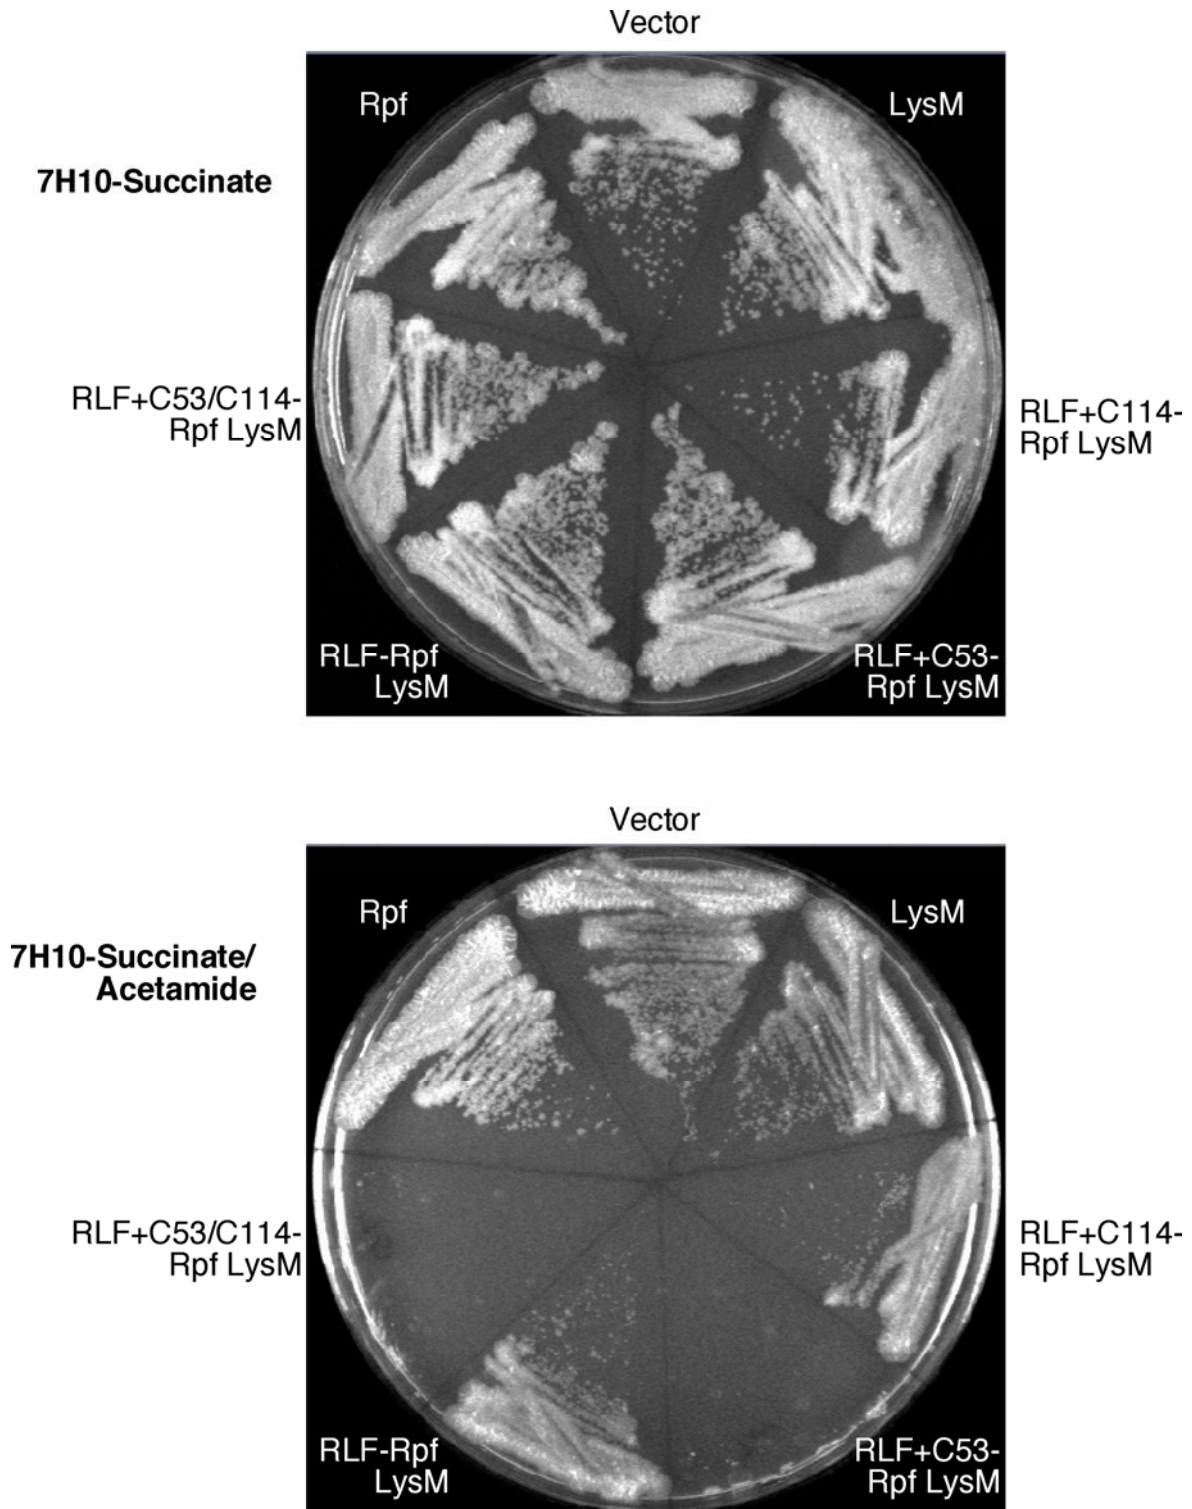 Vector
Rpf
LysM
7H10-Succinate
RLF+C53/C114-
Rpf LysM
RLF+C114-
Rpf LysM
RLF-Rpf
LysM
RLF+C53-
Rpf LysM
Vector
Rpf
LysM
7H10-Succinate/
Acetamide
RLF+C53/C114-
Rpf LysM
RLF+C114-
Rpf LysM
RLF-Rpf
LysM
RLF+C53-
Rpf LysM